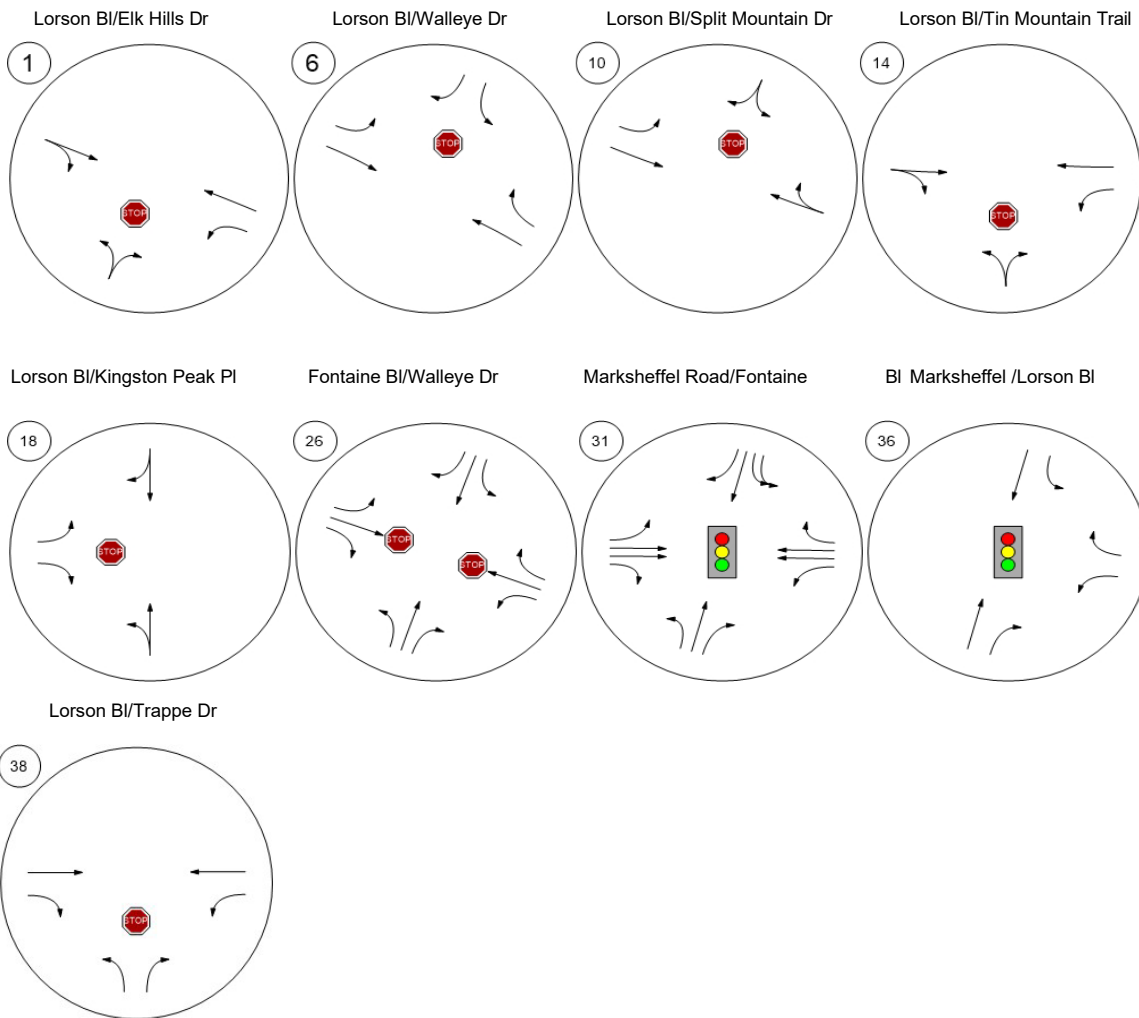 Lorson Bl/Elk Hills Dr
Lorson Bl/Walleye Dr
Lorson Bl/Split Mountain Dr
Lorson Bl/Tin Mountain Trail
1
6
10
14
STOP
STOP
STOP
STOP
Lorson Bl/Kingston Peak Pl
Fontaine Bl/Walleye Dr
Marksheffel Road/Fontaine
Bl Marksheffel /Lorson Bl
18
26
31
36
STOP
STOP
STOP
Lorson Bl/Trappe Dr
38
STOP